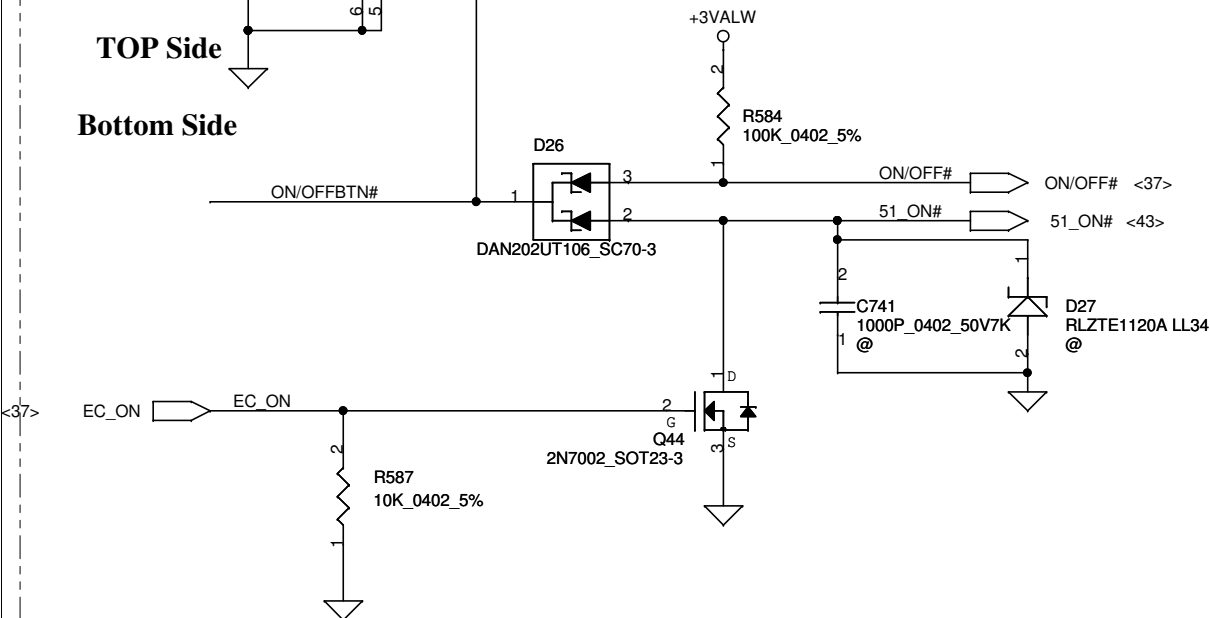 6
5
TOP Side
+3VALW
2
Bottom Side
R584
100K_0402_5%
1
D26
ON/OFFBTN#
1
3
ON/OFF#
ON/OFF# <37>
2
51_ON#
51_ON# <43>
DAN202UT106_SC70-3
2
C741
1000P_0402_50V7K
1
@
1
D27
RLZTE1120A LL34
2
@
1
D
<37>
EC_ON
EC_ON
2
G
Q44
2N7002_SOT23-3
3
S
2
R587
10K_0402_5%
1